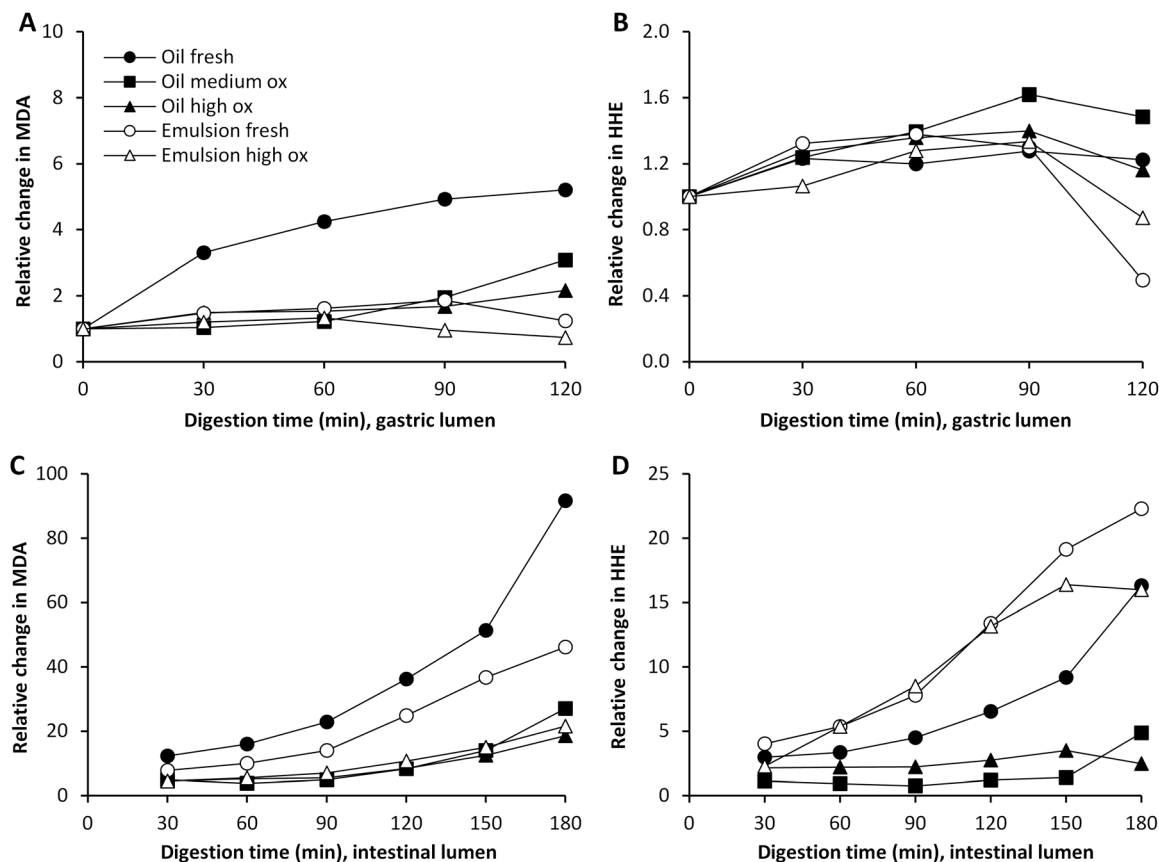 A
Relative change in MDA
10
8
6
4
2
0
Oil fresh
Oil medium ox
Oil high ox
Emulsion fresh
Emulsion high ox
0 30 60 90 120
Digestion time (min), gastric lumen
B
Relative change in HHE
2.0
1.6
1.2
0.8
0.4
0.0
0 30 60 90 120
Digestion time (min), gastric lumen
C
Relative change in MDA
100
80
60
40
20
0
0 30 60 90 120 150 180
Digestion time (min), intestinal lumen
D
Relative change in HHE
25
20
15
10
5
0
0 30 60 90 120 150 180
Digestion time (min), intestinal lumen